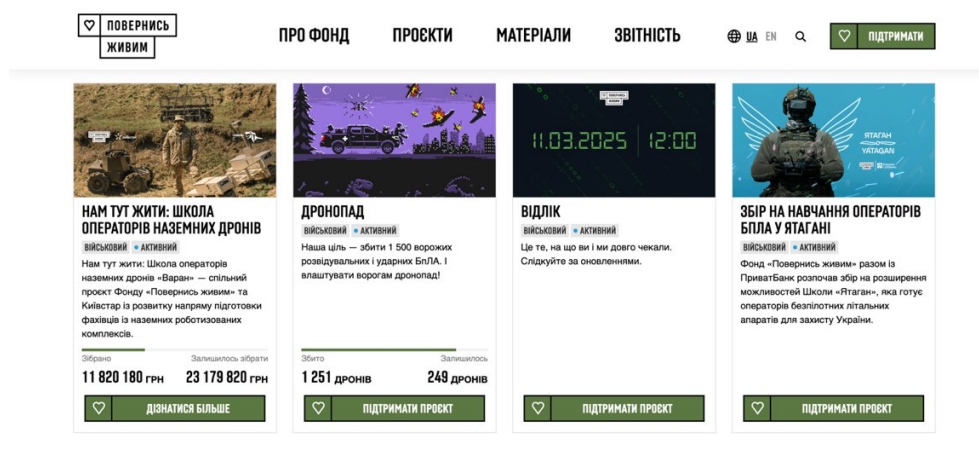 ПОВЕРНИСЬ
ЖИВИМ
ПРО ФОНД
ПРОЄКТИ
МАТЕРІАЛИ
ЗВІТНІСТЬ
UA EN
ПІДТРИМАТИ
НАМ ТУТ ЖИТИ: ШКОЛА
ОПЕРАТОРІВ НАЗЕМНИХ ДРОНІВ
ВІЙСЬКОВИЙ • АКТИВНИЙ
Нам тут жити: Школа операторів
наземних дронів «Варан» — спільний
проєкт Фонду «Повернись живим» та
Київстар із розвитку напряму підготовки
фахівців із наземних роботизованих
комплексів.
Зібрано
Залишилось зібрати
11 820 180 ГРН
23 179 820 ГРН
ДІЗНАТИСЯ БІЛЬШЕ
ДРОНОПАД
ВІЙСЬКОВИЙ • АКТИВНИЙ
Наша ціль — збити 1 500 ворожих
розвідувальних і ударних БпЛА. І
влаштувати ворогам дронопад!
Збито
Залишилось
1 251 ДРОНІВ
249 ДРОНІВ
ПІДТРИМАТИ ПРОЄКТ
11.03.2025 | 12:00
ВІДЛІК
ВІЙСЬКОВИЙ • АКТИВНИЙ
Це те, на що ви і ми довго чекали.
Слідкуйте за оновленнями.
ПІДТРИМАТИ ПРОЄКТ
ЯТАГАН
YATAGAN
ЗБІР НА НАВЧАННЯ ОПЕРАТОРІВ
БПЛА У ЯТАГАНІ
ВІЙСЬКОВИЙ • АКТИВНИЙ
Фонд «Повернись живим» разом із
ПриватБанк розпочав збір на розширення
можливостей Школи «Ятаган», яка готує
операторів безпілотних літальних
апаратів для захисту України.
ПІДТРИМАТИ ПРОЄКТ